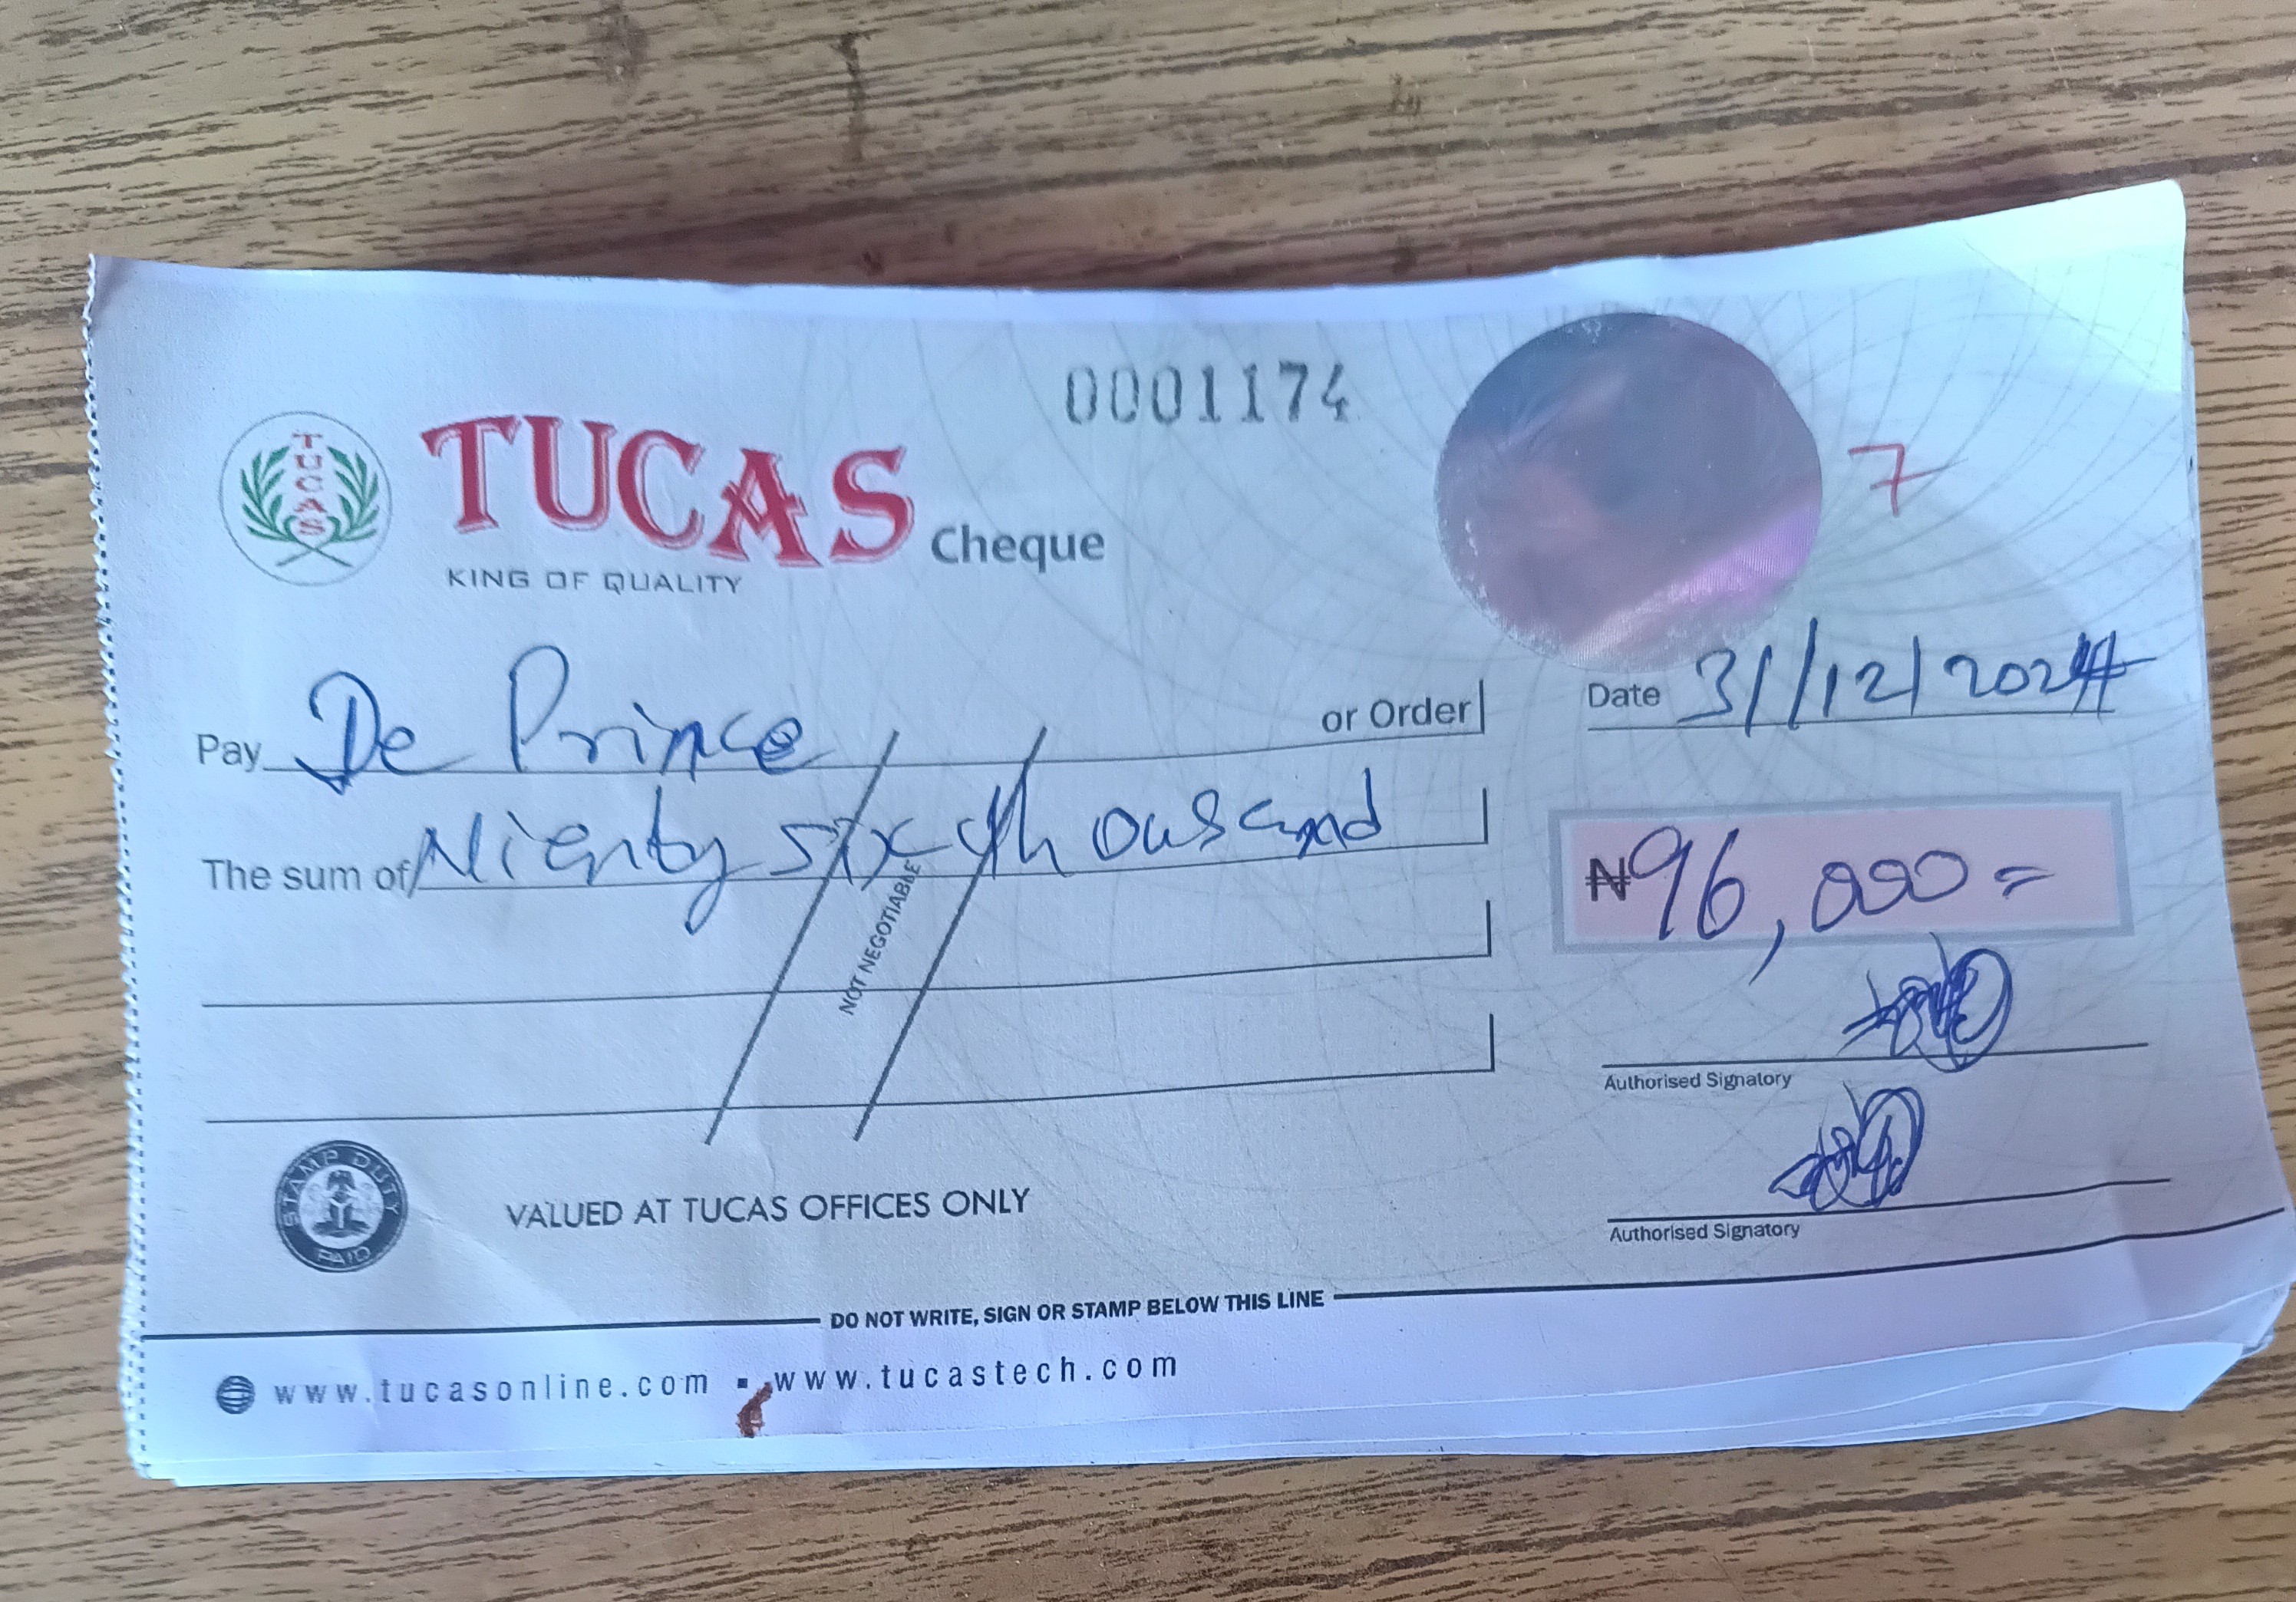 0001174
TUCAS
TUCAS Cheque
KING OF QUALITY
7
Date 31/12/2024
Pay De Prince or Order
The sum of Nienty six thousand
₦96,000=
NOT NEGOTIABLE
Authorised Signatory
Authorised Signatory
STAMP DUTY PAID
VALUED AT TUCAS OFFICES ONLY
DO NOT WRITE, SIGN OR STAMP BELOW THIS LINE
www.tucasonline.com ▪ www.tucastech.com